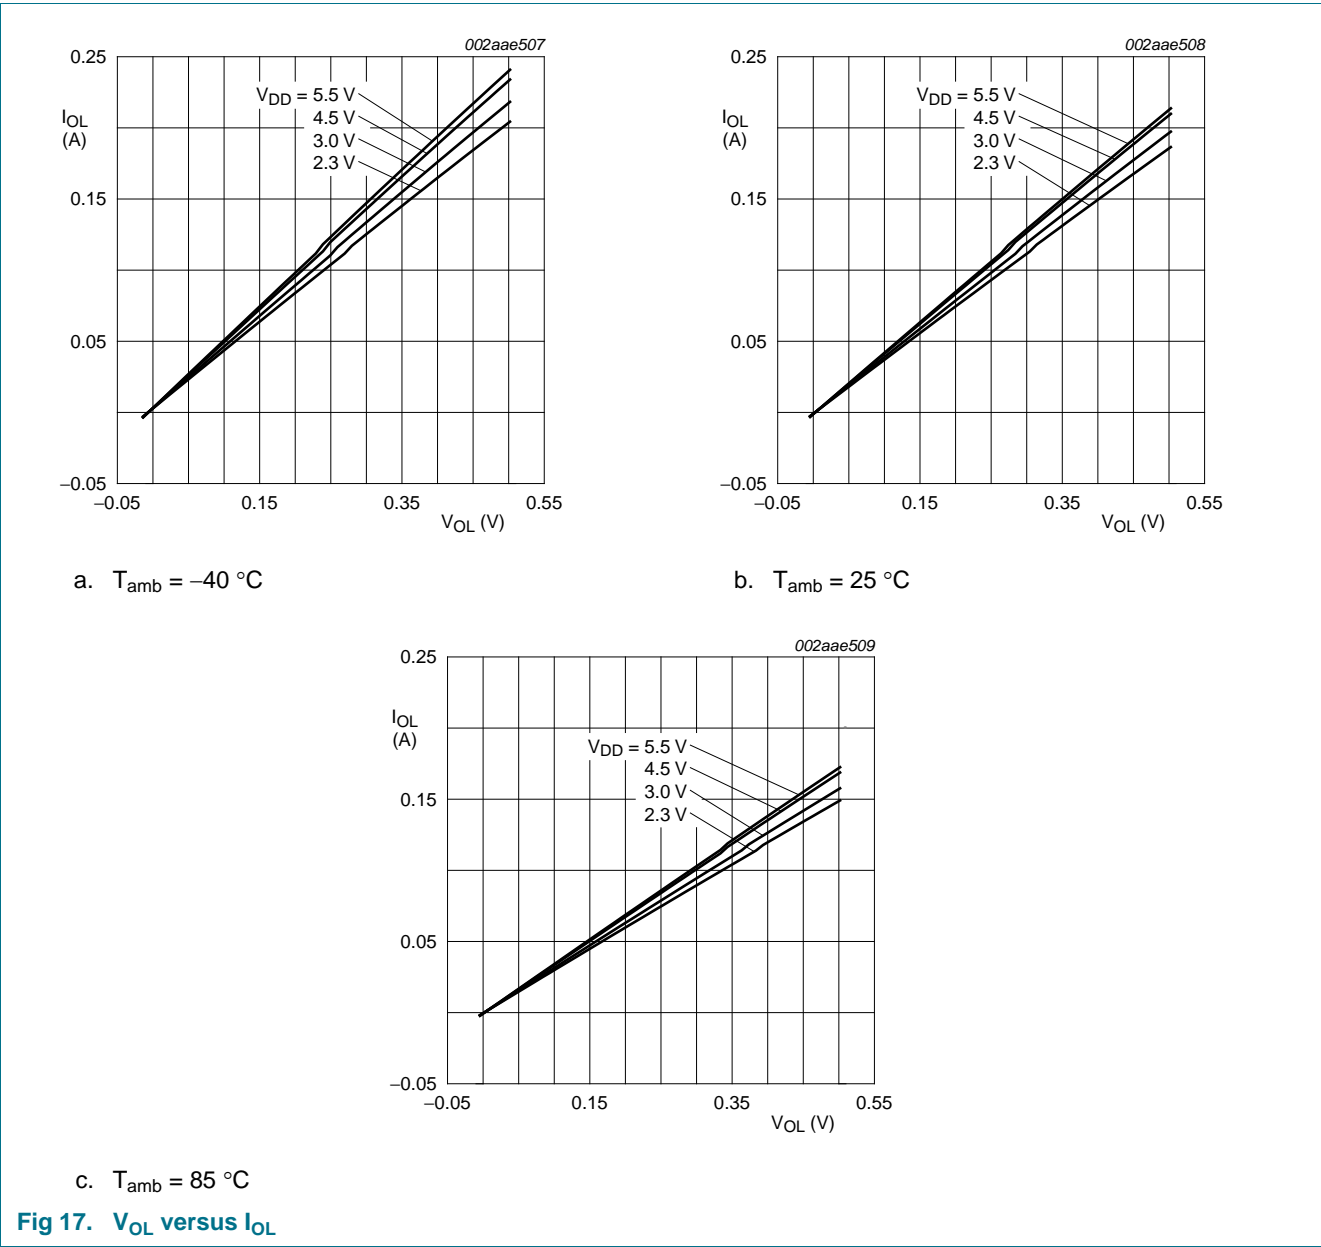 002aae507
0.25
IOL
(A)
VDD = 5.5 V
4.5 V
3.0 V
2.3 V
0.15
0.05
−0.05
−0.05 0.15 0.35 0.55
VOL (V)
a. Tamb = −40 °C
002aae508
0.25
IOL
(A)
VDD = 5.5 V
4.5 V
3.0 V
2.3 V
0.15
0.05
−0.05
−0.05 0.15 0.35 0.55
VOL (V)
b. Tamb = 25 °C
002aae509
0.25
IOL
(A)
VDD = 5.5 V
4.5 V
3.0 V
2.3 V
0.15
0.05
−0.05
−0.05 0.15 0.35 0.55
VOL (V)
c. Tamb = 85 °C
Fig 17. VOL versus IOL